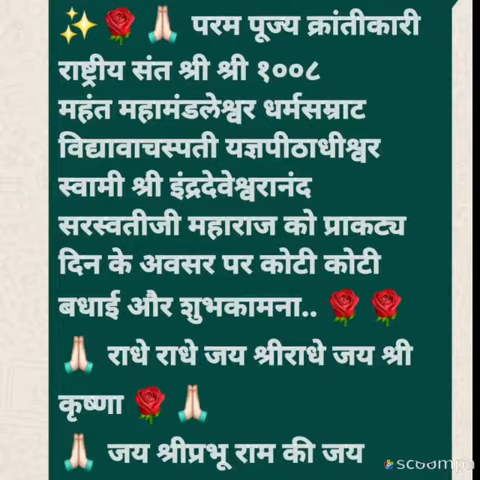 ✨🌹🙏🏻 परम पूज्य क्रांतीकारी
राष्ट्रीय संत श्री श्री १००८
महंत महामंडलेश्वर धर्मसम्राट
विद्यावाचस्पती यज्ञपीठाधीश्वर
स्वामी श्री इंद्रदेवेश्वरानंद
सरस्वतीजी महाराज को प्राकट्य
दिन के अवसर पर कोटी कोटी
बधाई और शुभकामना.. 🌹🌹
🙏🏻 राधे राधे जय श्रीराधे जय श्री
कृष्णा 🌹🙏🏻
🙏🏻 जय श्रीप्रभू राम की जय
scoompa